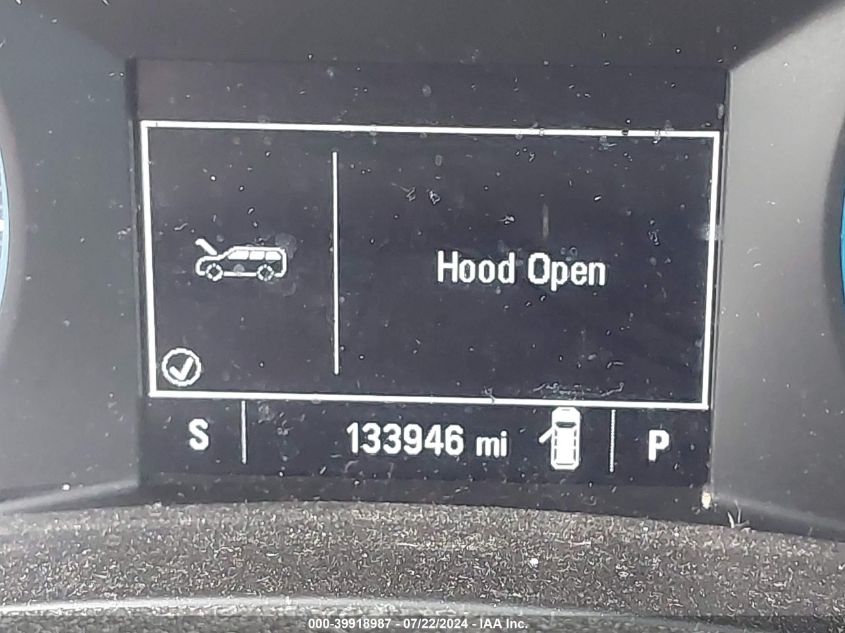 Hood Open
S 133946 mi P
000-39918987 - 07/22/2024 - IAA Inc.